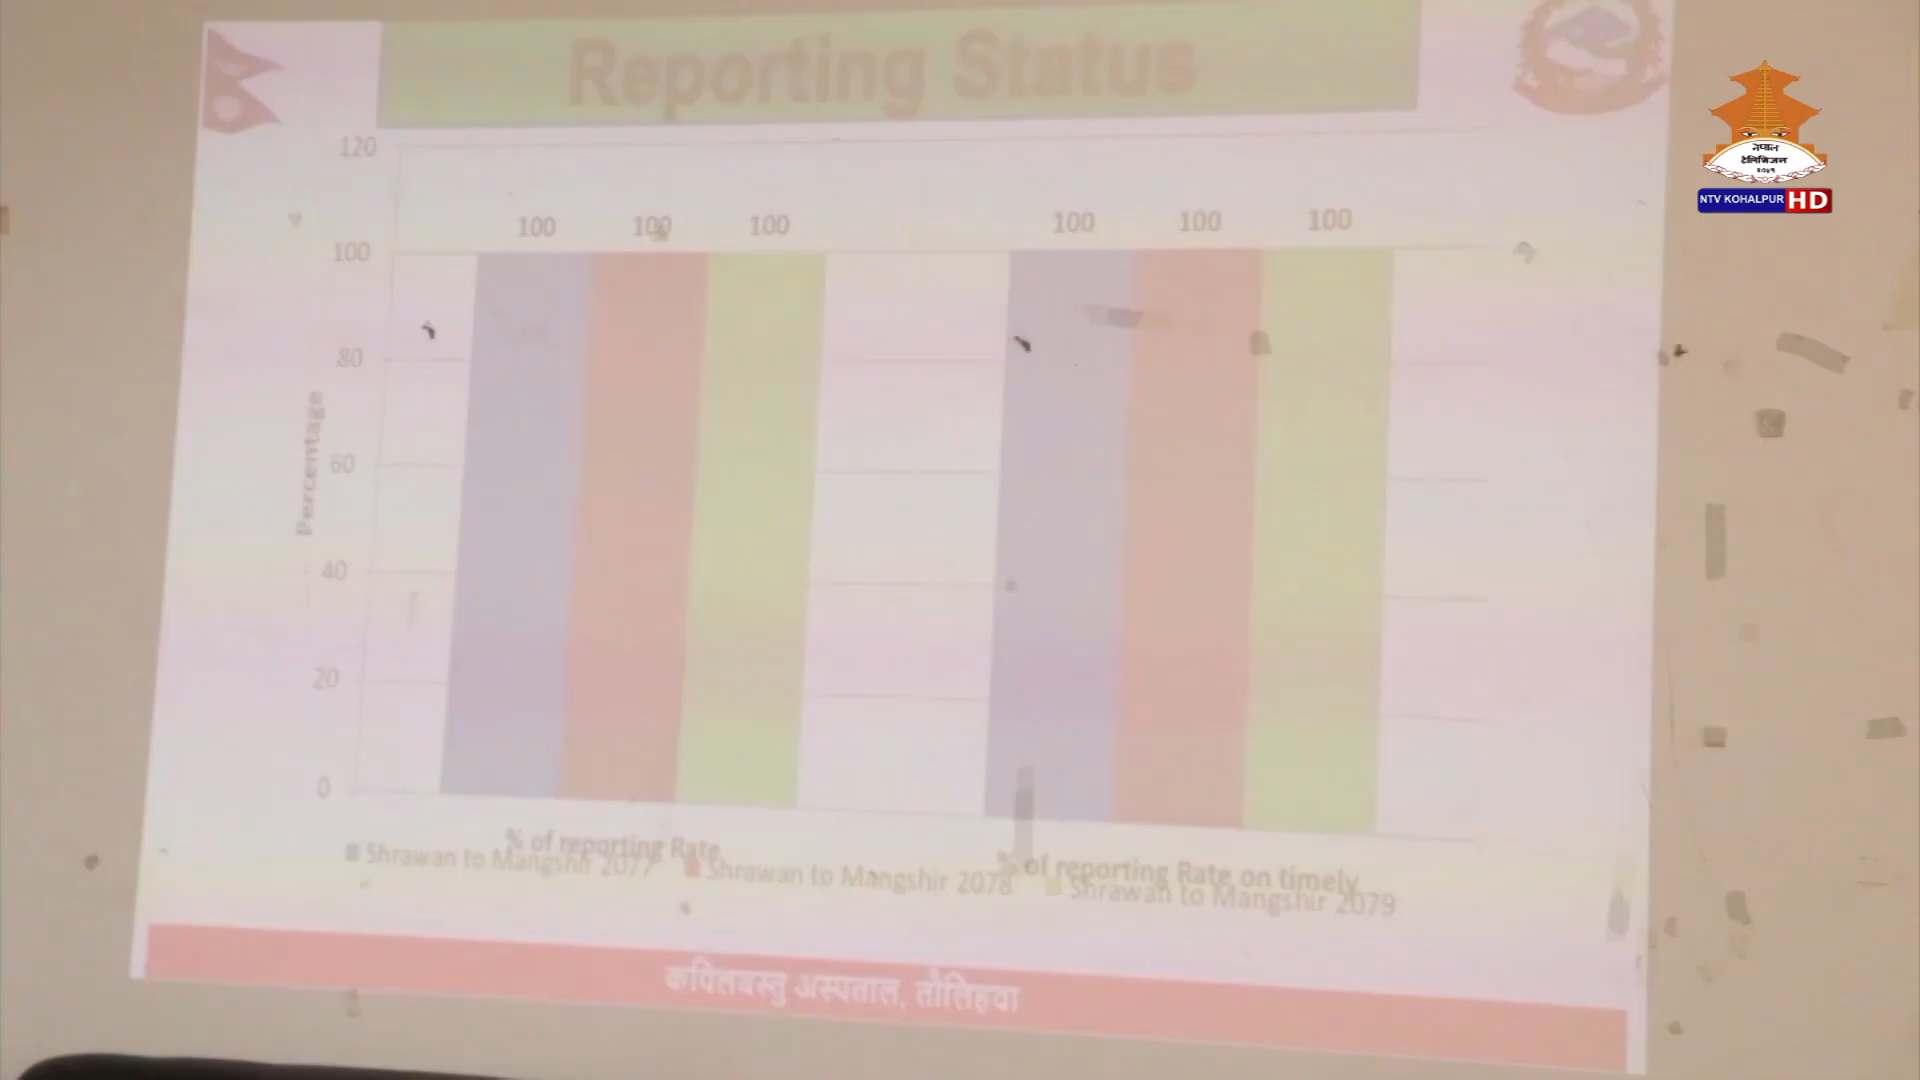 Reporting Status
नेपाल
टेलिभिजन
२०४१
NTV KOHALPUR HD
120
100 100 100 100 100 100
100
80
60
40
20
0
Percentage
% of reporting Rate
% of reporting Rate on timely
Shrawan to Mangshir 2077
Shrawan to Mangshir 2078
Shrawan to Mangshir 2079
कपिलबस्तु अस्पताल, तौलिहवा